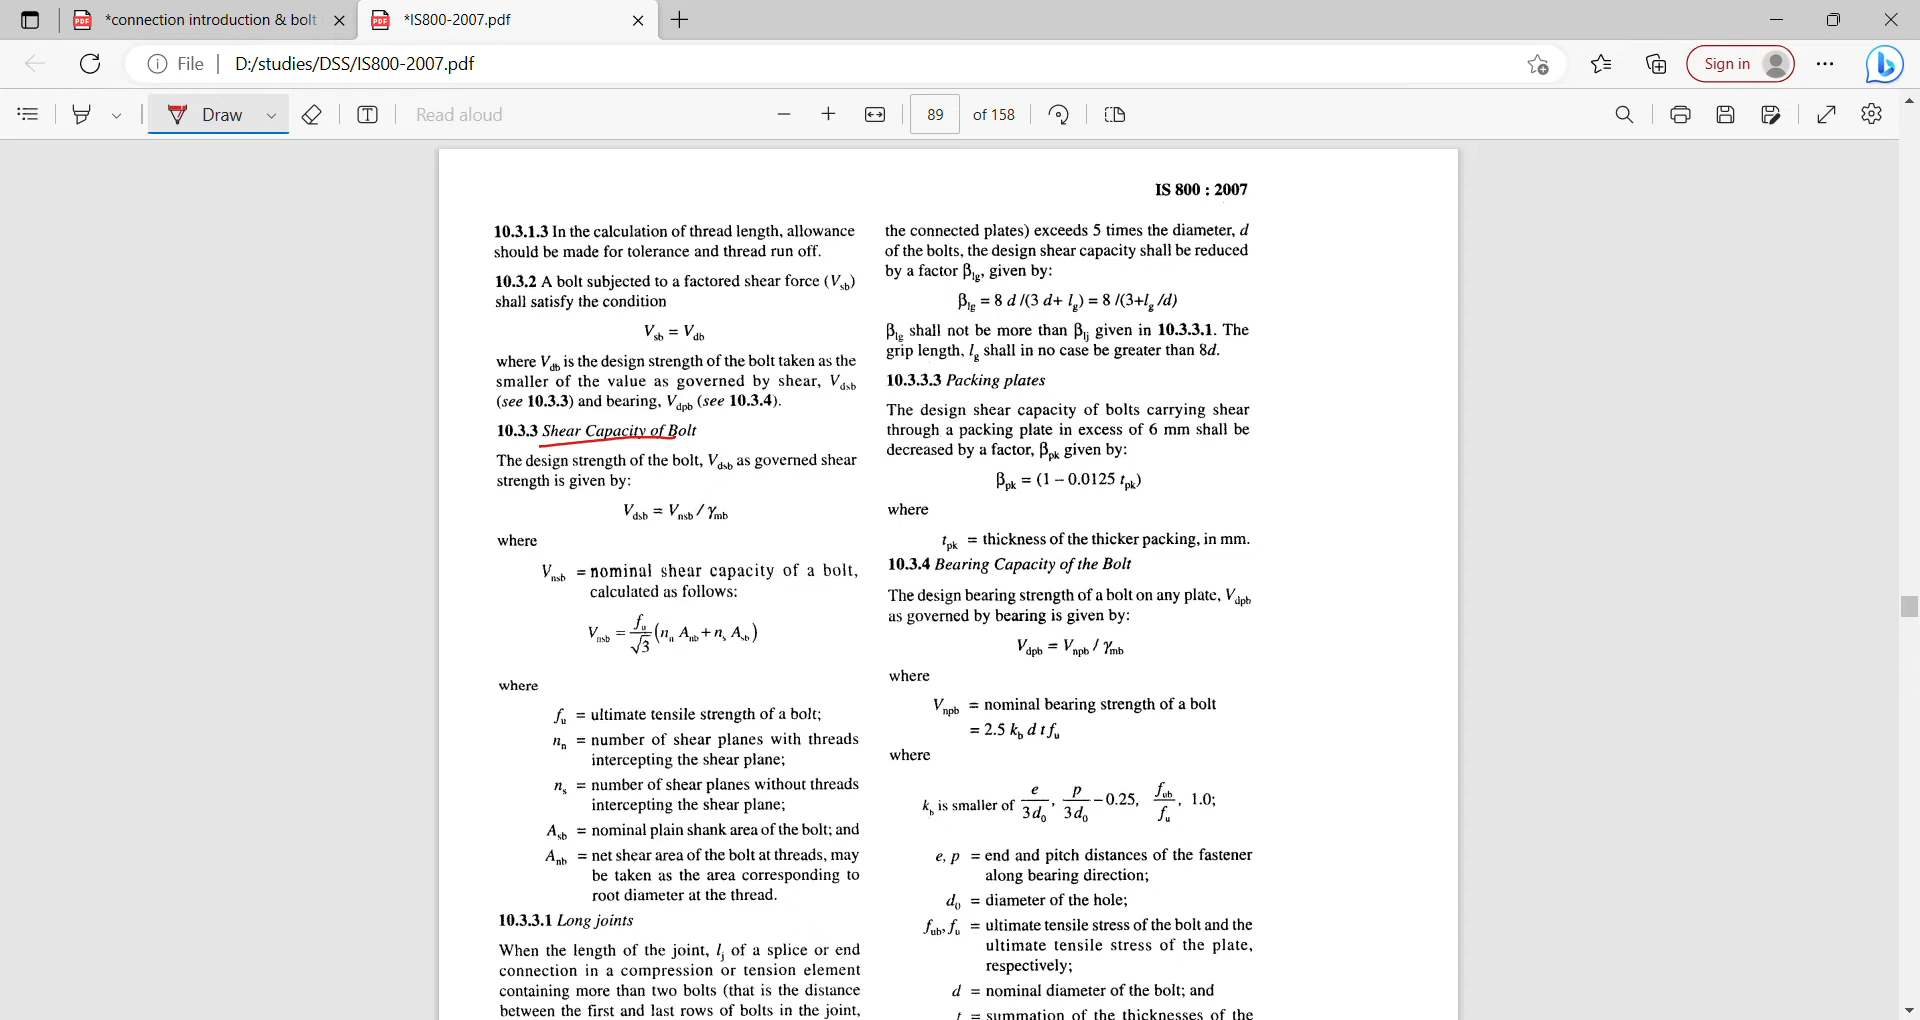 *connection introduction & bolt
*IS800-2007.pdf
File
D:/studies/DSS/IS800-2007.pdf
Sign in
Draw
Read aloud
89 of 158
IS 800 : 2007
10.3.1.3 In the calculation of thread length, allowance
should be made for tolerance and thread run off.
10.3.2 A bolt subjected to a factored shear force (Vsb)
shall satisfy the condition
Vsb = Vdb
where Vdb is the design strength of the bolt taken as the
smaller of the value as governed by shear, Vdsb
(see 10.3.3) and bearing, Vdpb (see 10.3.4).
10.3.3 Shear Capacity of Bolt
The design strength of the bolt, Vdsb as governed shear
strength is given by:
Vdsb = Vnsb / γmb
where
Vnsb = nominal shear capacity of a bolt,
calculated as follows:
Vnsb = fu/√3 (nn Anb + ns Asb)
where
fu = ultimate tensile strength of a bolt;
nn = number of shear planes with threads
intercepting the shear plane;
ns = number of shear planes without threads
intercepting the shear plane;
Asb = nominal plain shank area of the bolt; and
Anb = net shear area of the bolt at threads, may
be taken as the area corresponding to
root diameter at the thread.
10.3.3.1 Long joints
When the length of the joint, lj of a splice or end
connection in a compression or tension element
containing more than two bolts (that is the distance
between the first and last rows of bolts in the joint,
the connected plates) exceeds 5 times the diameter, d
of the bolts, the design shear capacity shall be reduced
by a factor βlg, given by:
βlg = 8 d /(3 d+ lg) = 8 /(3+lg /d)
βlg shall not be more than βlj given in 10.3.3.1. The
grip length, lg shall in no case be greater than 8d.
10.3.3.3 Packing plates
The design shear capacity of bolts carrying shear
through a packing plate in excess of 6 mm shall be
decreased by a factor, βpk given by:
βpk = (1 – 0.0125 tpk)
where
tpk = thickness of the thicker packing, in mm.
10.3.4 Bearing Capacity of the Bolt
The design bearing strength of a bolt on any plate, Vdpb
as governed by bearing is given by:
Vdpb = Vnpb / γmb
where
Vnpb = nominal bearing strength of a bolt
= 2.5 kb d t fu
where
kb is smaller of e/3d0, p/3d0 – 0.25, fub/fu, 1.0;
e, p = end and pitch distances of the fastener
along bearing direction;
d0 = diameter of the hole;
fub, fu = ultimate tensile stress of the bolt and the
ultimate tensile stress of the plate,
respectively;
d = nominal diameter of the bolt; and
t = summation of the thicknesses of the